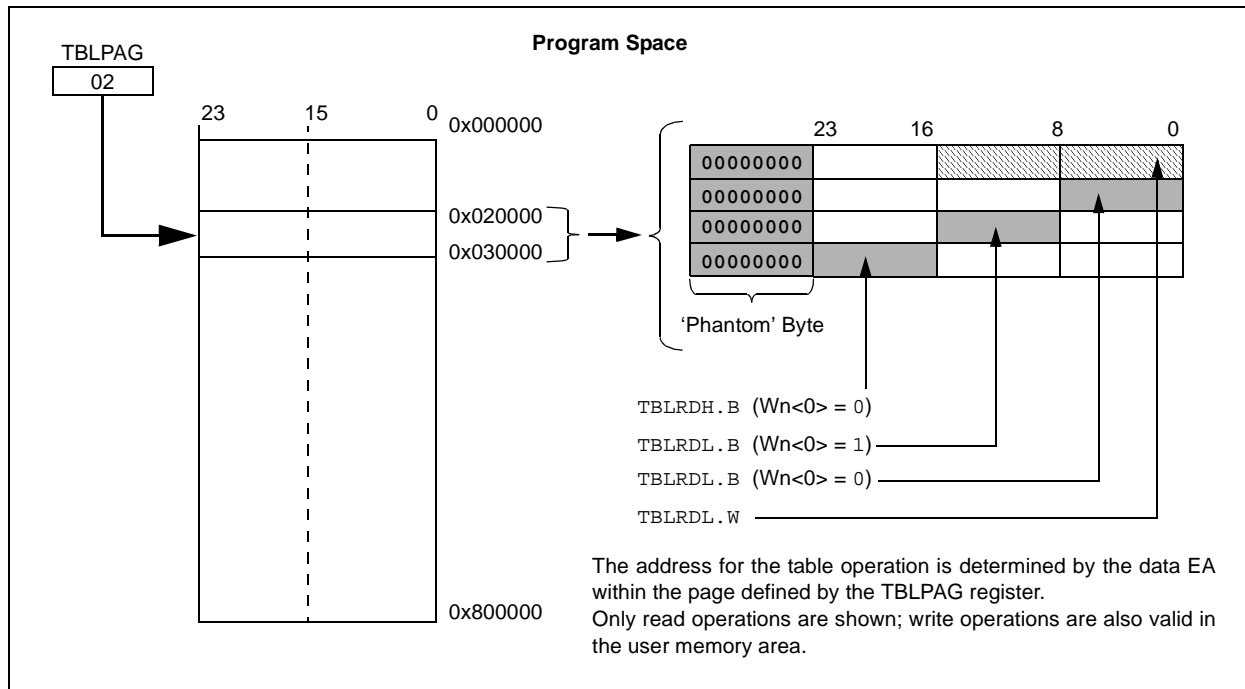 Program Space
TBLPAG
02
23 15 0
0x000000
0x020000
0x030000
0x800000
23 16 8 0
00000000
00000000
00000000
00000000
‘Phantom’ Byte
TBLRDH.B (Wn<0> = 0)
TBLRDL.B (Wn<0> = 1)
TBLRDL.B (Wn<0> = 0)
TBLRDL.W
The address for the table operation is determined by the data EA
within the page defined by the TBLPAG register.
Only read operations are shown; write operations are also valid in
the user memory area.